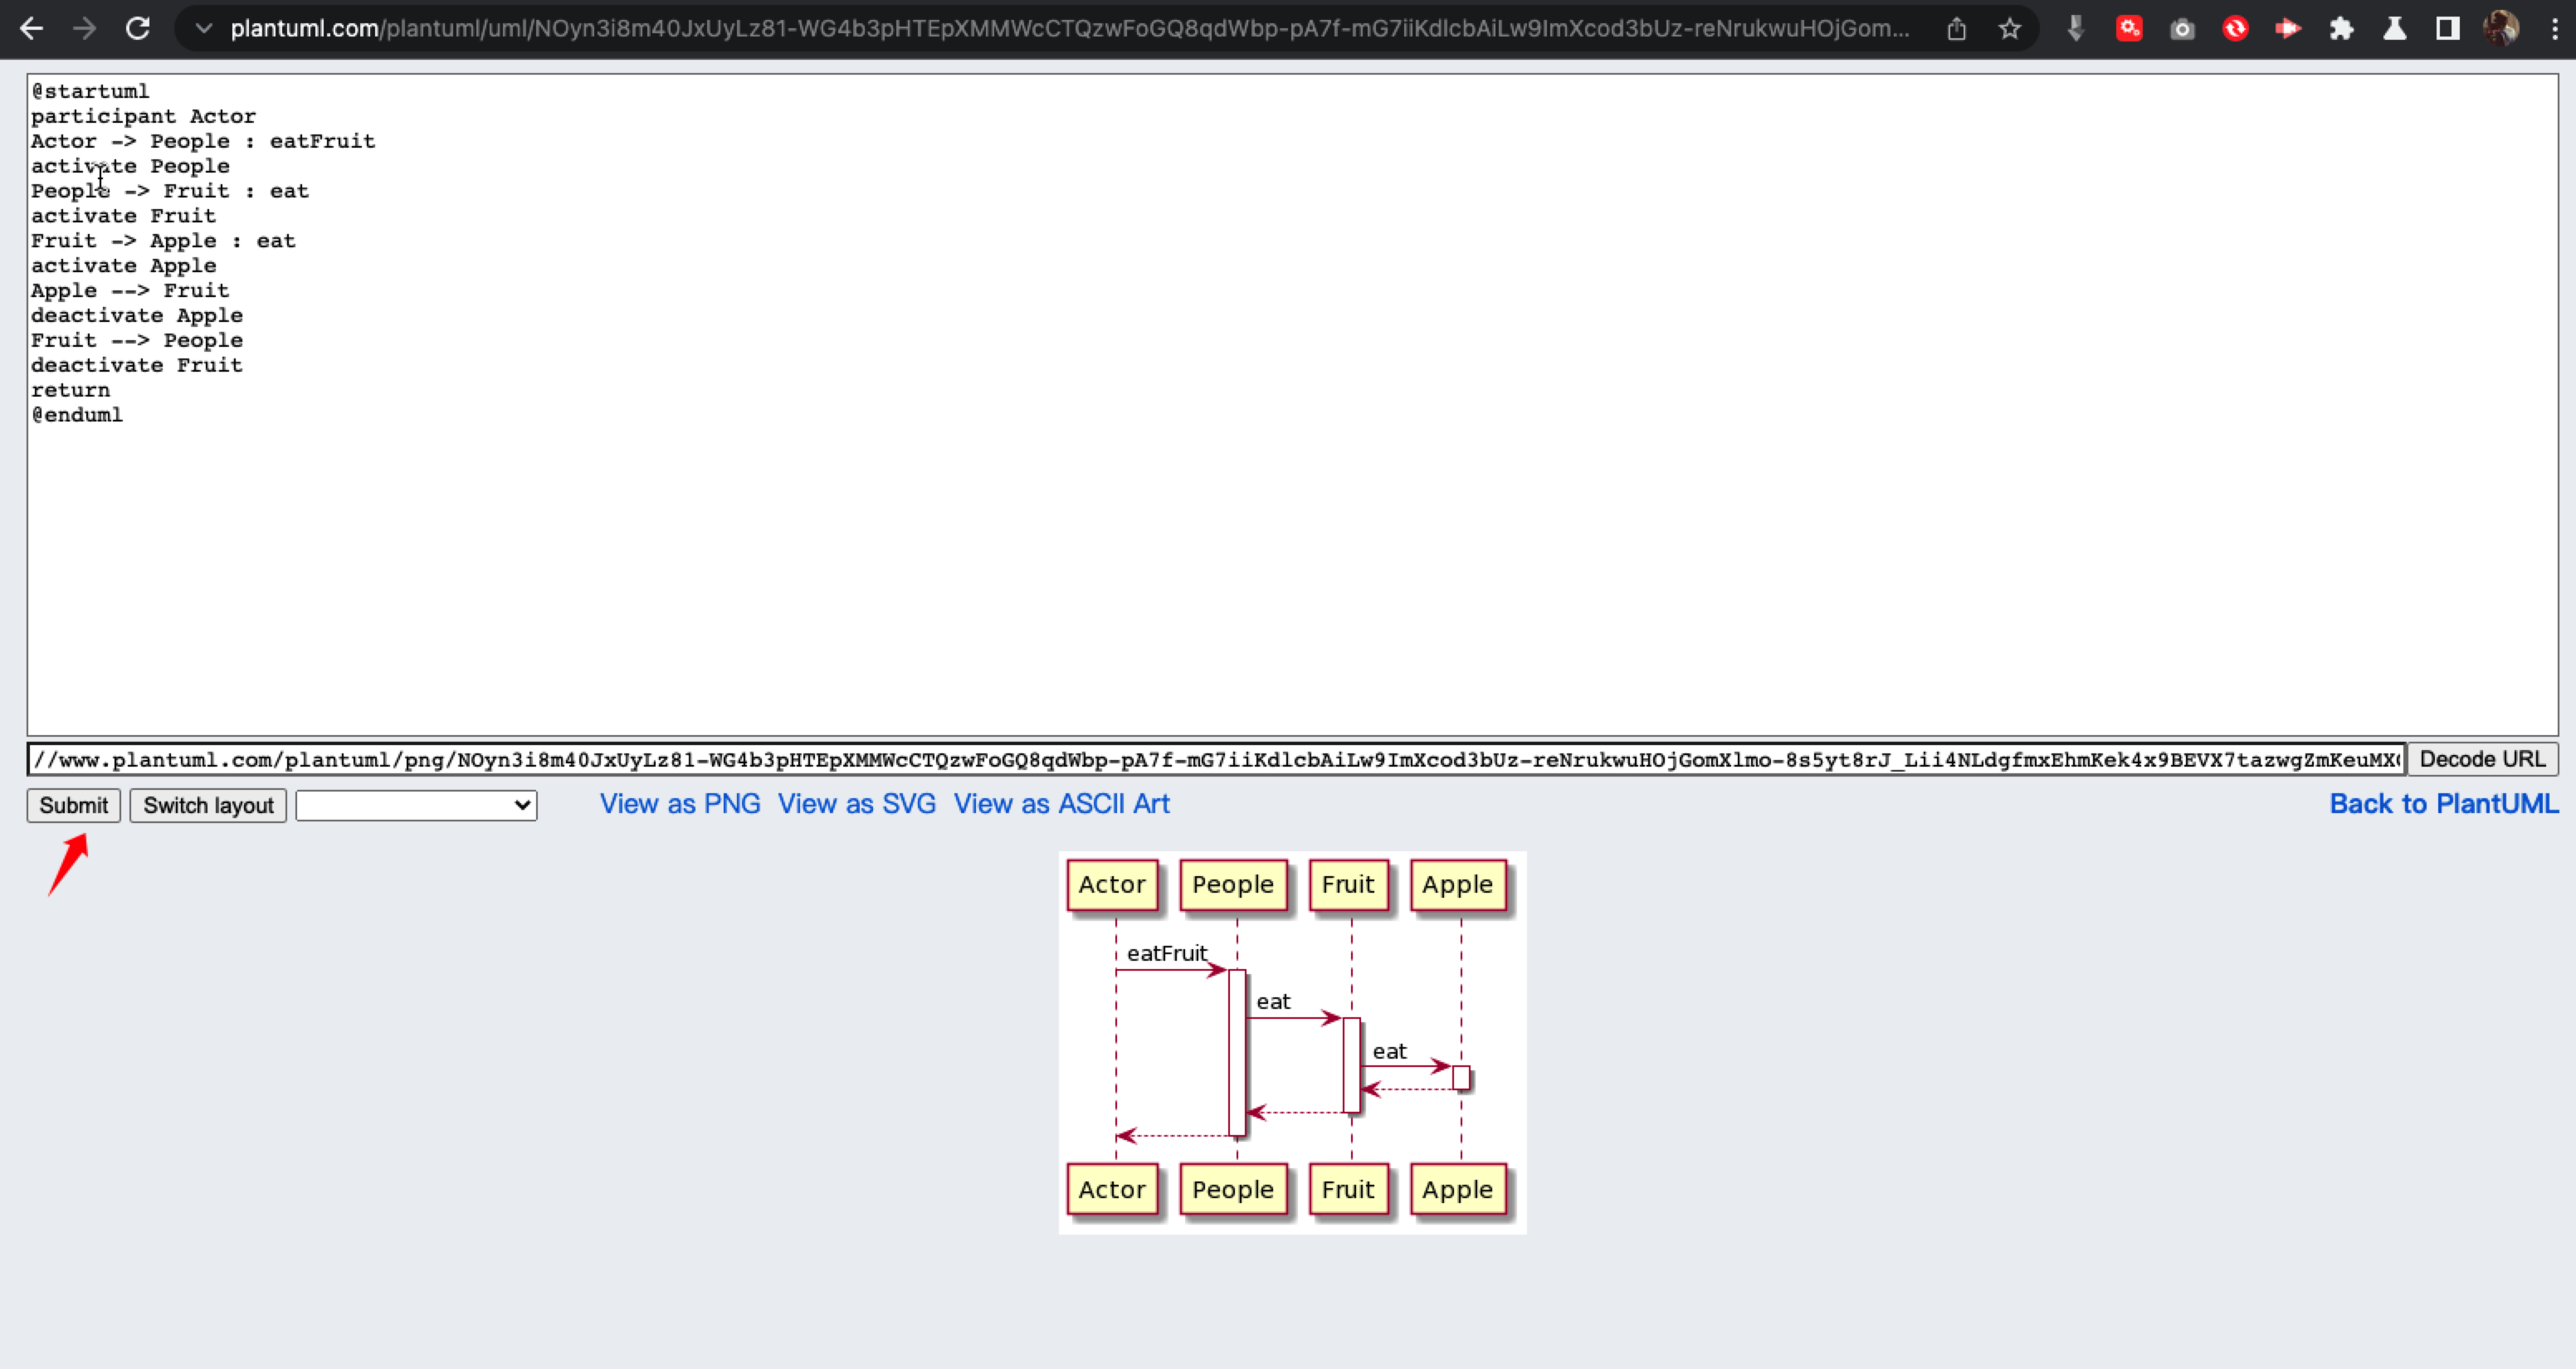 plantuml.com/plantuml/uml/NOyn3i8m40JxUyLz81-WG4b3pHTEpXMMWcCTQzwFoGQ8qdWbp-pA7f-mG7iiKdlcbAiLw9ImXcod3bUz-reNrukwuHOjGom...
@startuml
participant Actor
Actor -> People : eatFruit
activate People
People -> Fruit : eat
activate Fruit
Fruit -> Apple : eat
activate Apple
Apple --> Fruit
deactivate Apple
Fruit --> People
deactivate Fruit
return
@enduml
//www.plantuml.com/plantuml/png/NOyn3i8m40JxUyLz81-WG4b3pHTEpXMMWcCTQzwFoGQ8qdWbp-pA7f-mG7iiKdlcbAiLw9ImXcod3bUz-reNrukwuHOjGomXlmo-8s5yt8rJ_Lii4NLdgfmxEhmKek4x9BEVX7tazwgZmKeuMX Decode URL
Submit Switch layout View as PNG View as SVG View as ASCII Art Back to PlantUML
Actor People Fruit Apple
eatFruit
eat
eat
Actor People Fruit Apple